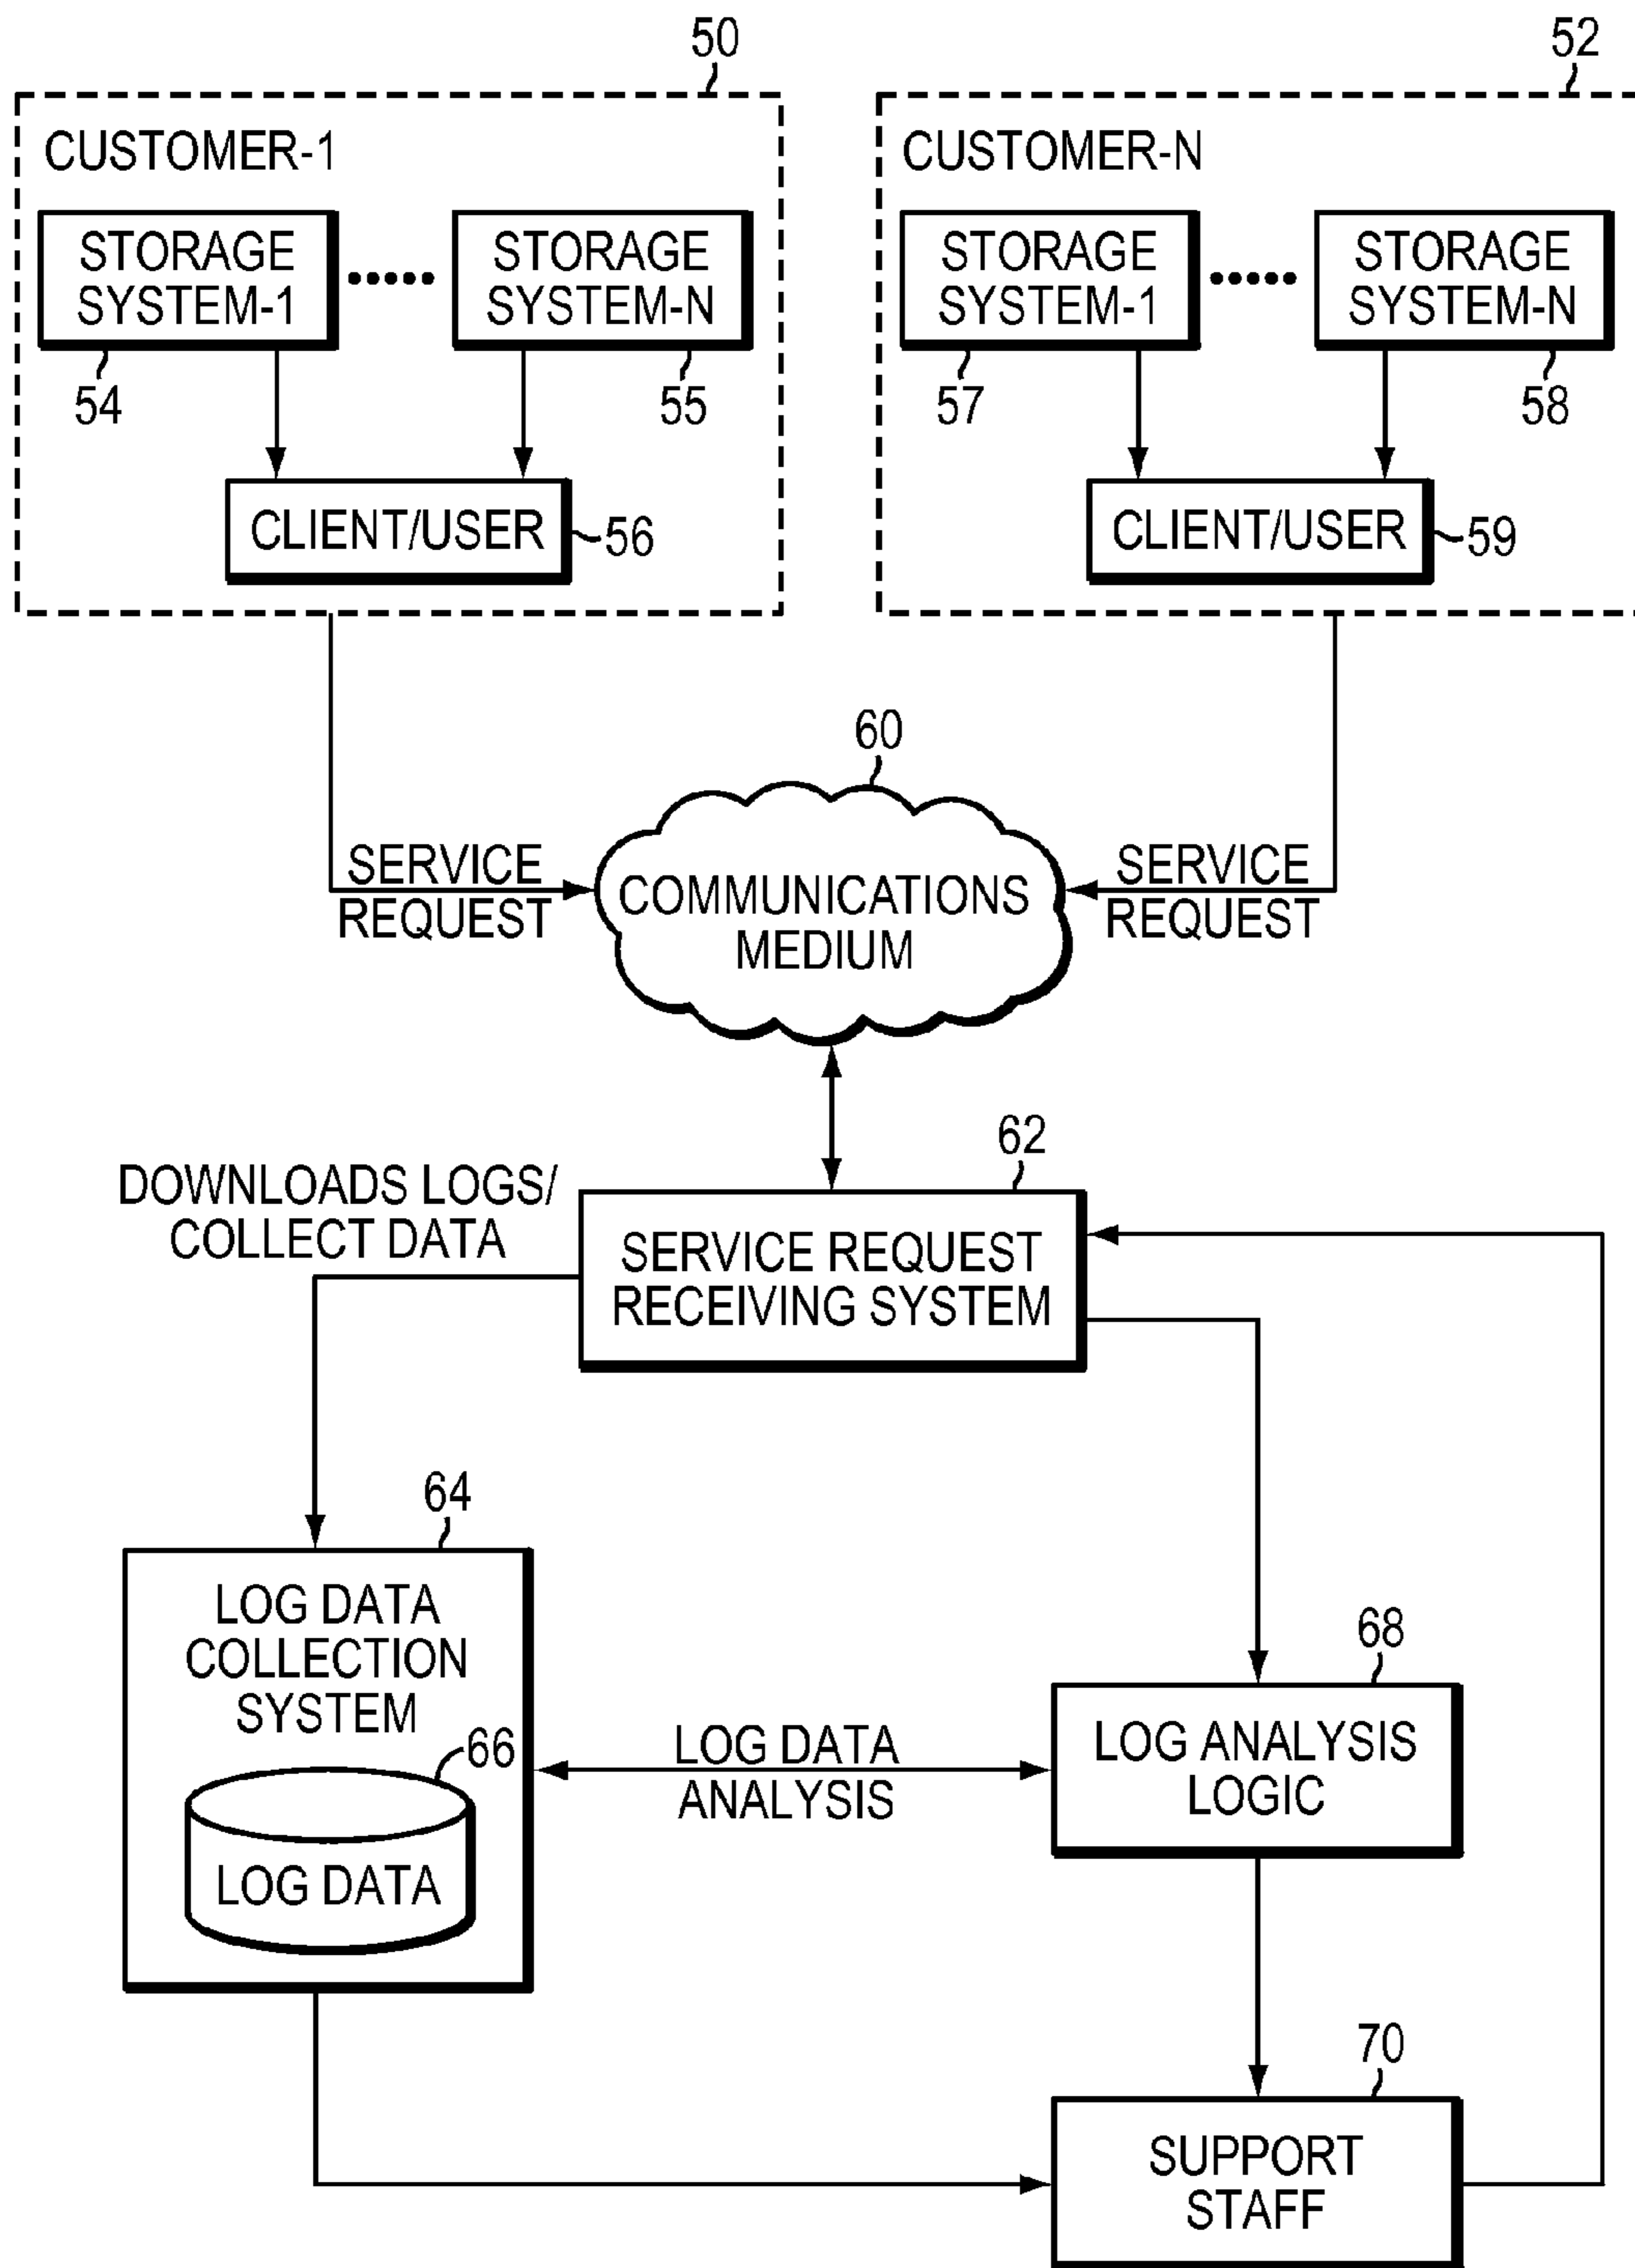 50
52
CUSTOMER-1
CUSTOMER-N
STORAGE
SYSTEM-1
STORAGE
SYSTEM-N
STORAGE
SYSTEM-1
STORAGE
SYSTEM-N
54
55
57
58
CLIENT/USER
56
CLIENT/USER
59
60
SERVICE
REQUEST
COMMUNICATIONS
MEDIUM
SERVICE
REQUEST
62
DOWNLOADS LOGS/
COLLECT DATA
SERVICE REQUEST
RECEIVING SYSTEM
64
LOG DATA
COLLECTION
SYSTEM
66
LOG DATA
68
LOG DATA
ANALYSIS
LOG ANALYSIS
LOGIC
70
SUPPORT
STAFF